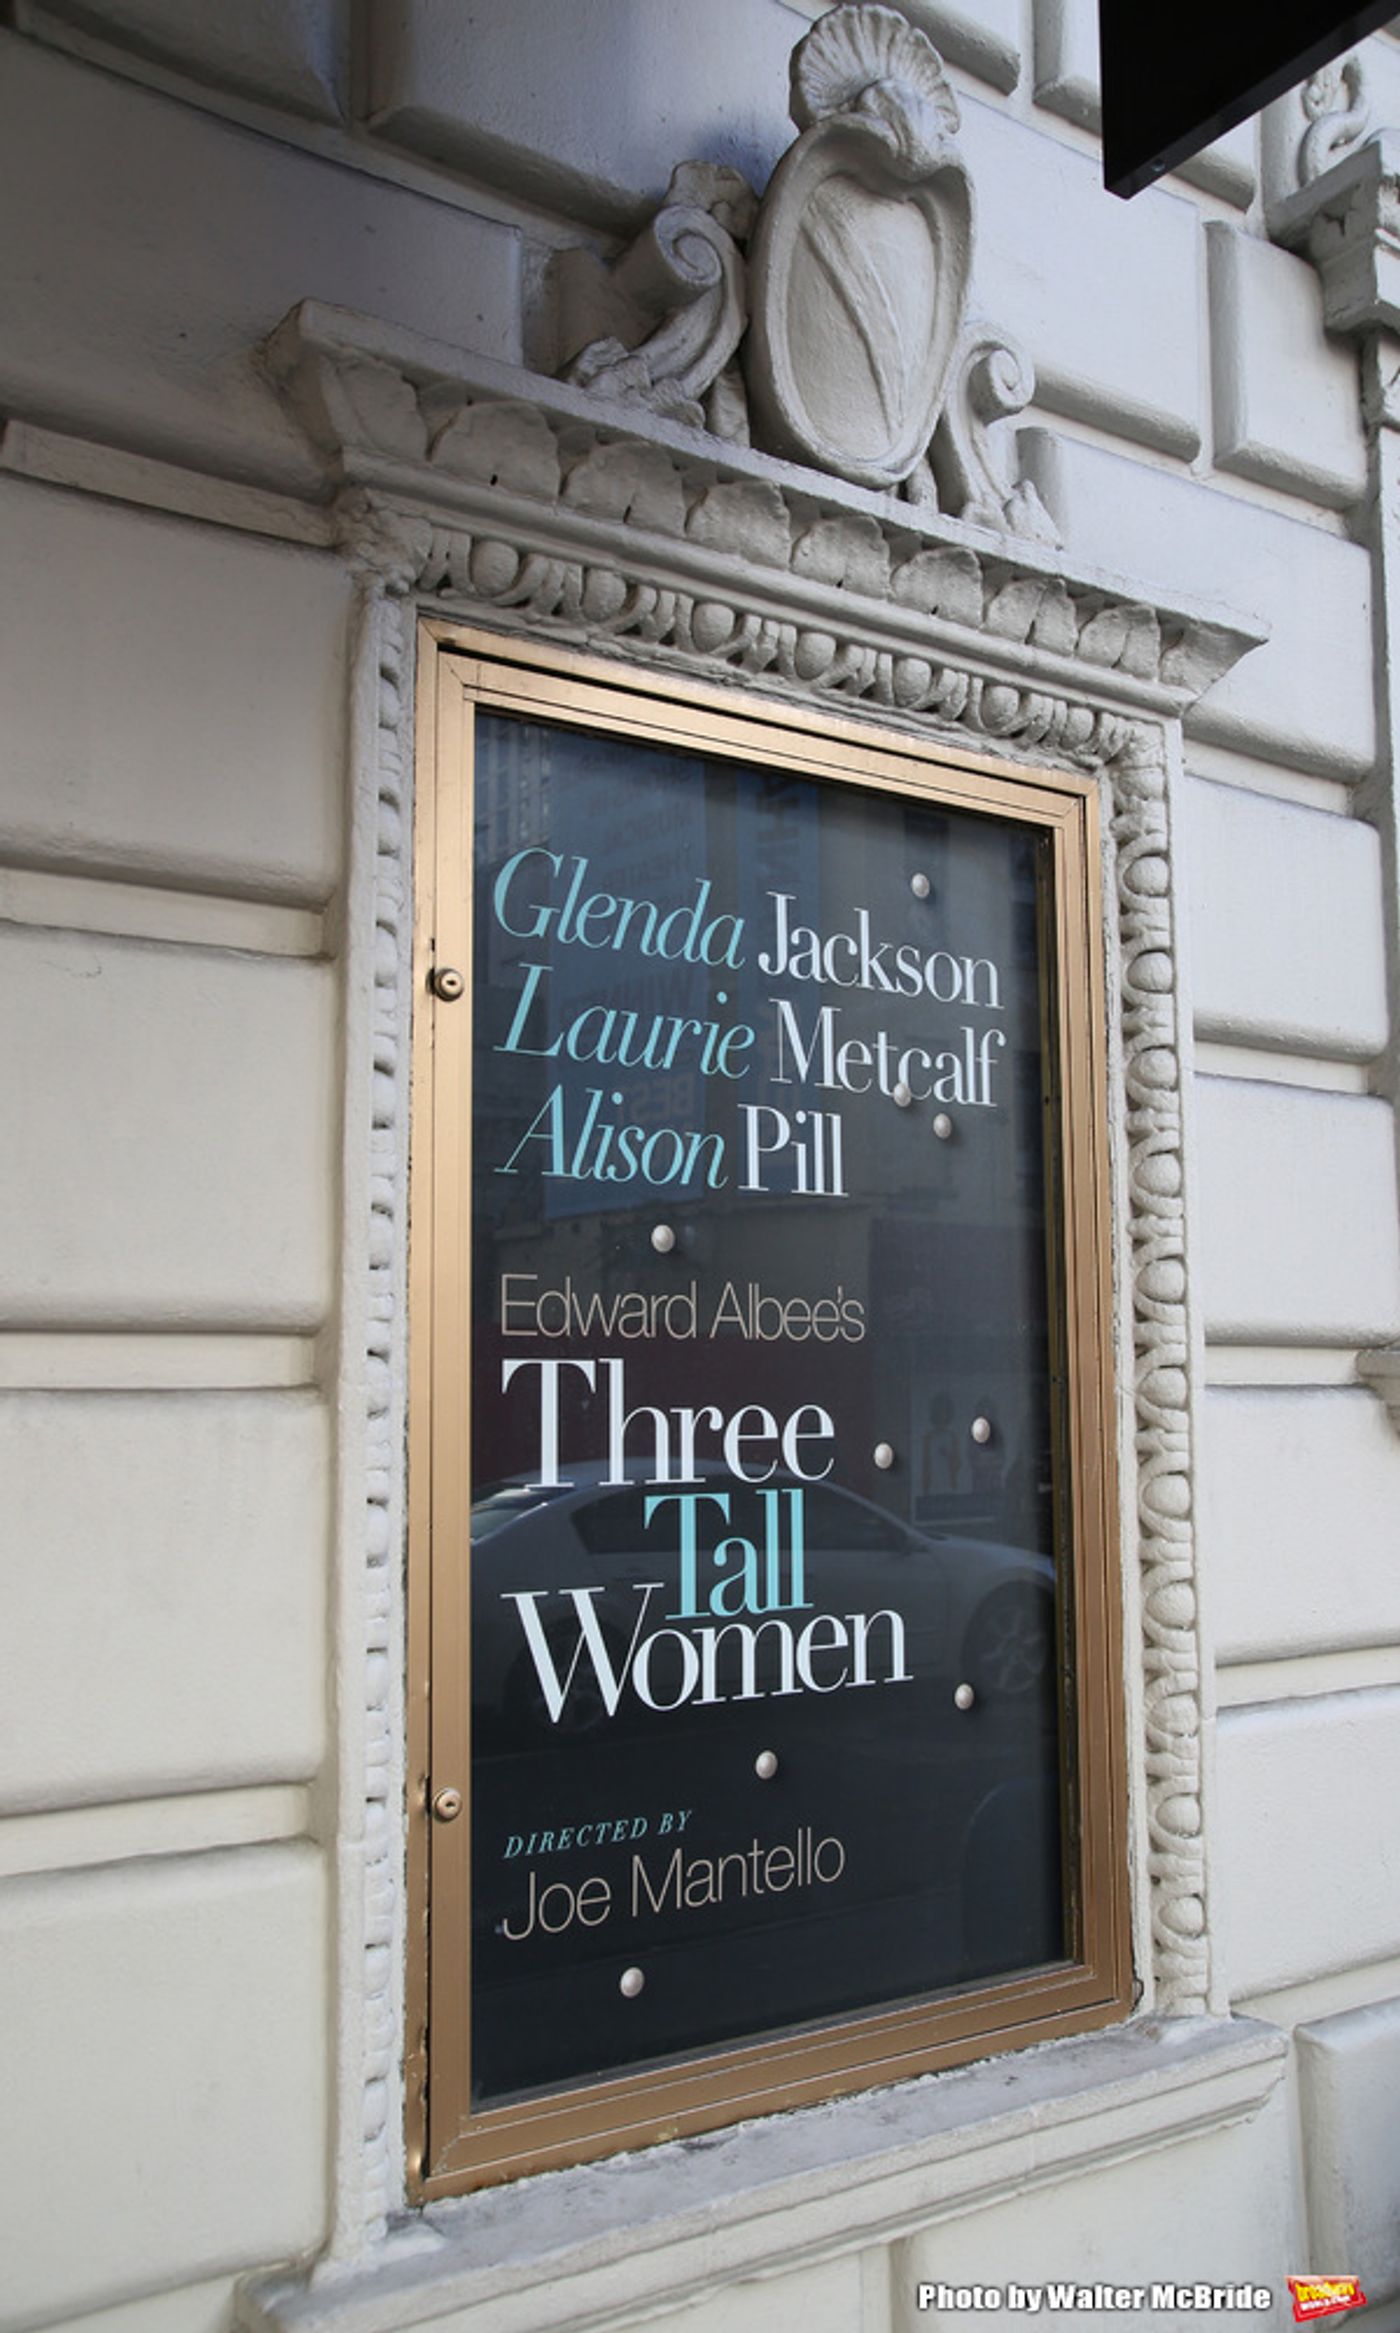 Glenda Jackson
Laurie Metcalf
Alison Pill
Edward Albee's
Three
Tall
Women
DIRECTED BY
Joe Mantello
Photo by Walter McBride